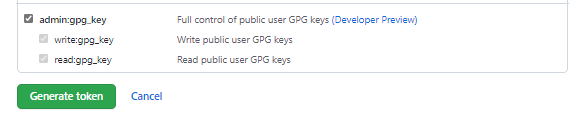 admin:gpg_key Full control of public user GPG keys (Developer Preview)
write:gpg_key Write public user GPG keys
read:gpg_key Read public user GPG keys
Generate token Cancel